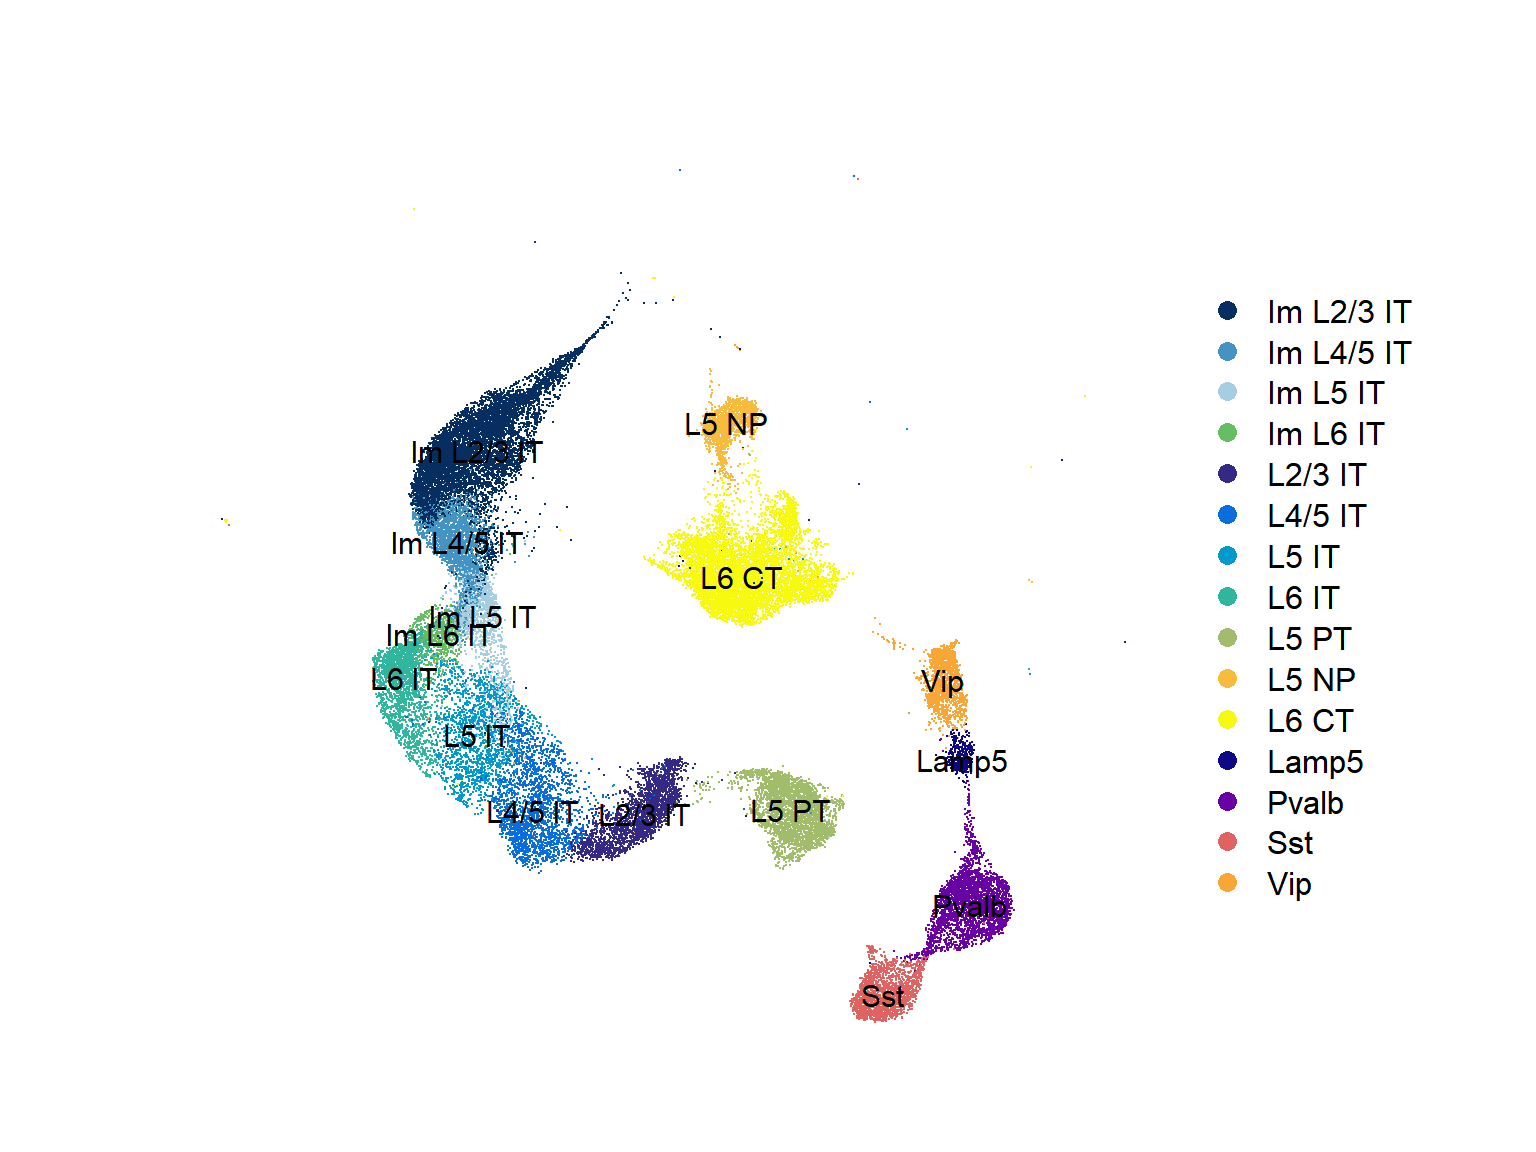 L5 NP
Im L2/3 IT
Im L4/5 IT
L6 CT
Im L5 IT
Im L6 IT
L6 IT
Vip
L5 IT
Lamp5
L4/5 IT
L2/3 IT
L5 PT
Pvalb
Sst
Im L2/3 IT
Im L4/5 IT
Im L5 IT
Im L6 IT
L2/3 IT
L4/5 IT
L5 IT
L6 IT
L5 PT
L5 NP
L6 CT
Lamp5
Pvalb
Sst
Vip